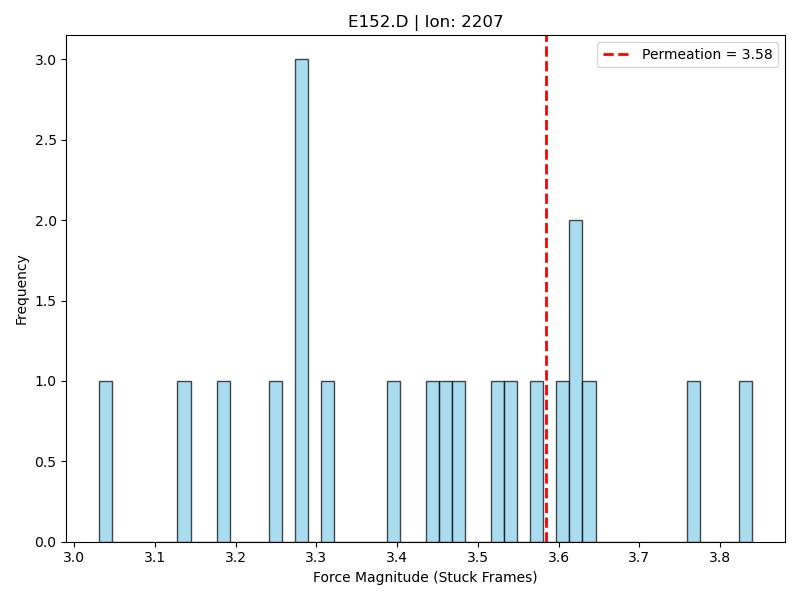 E152.D | Ion: 2207
Permeation = 3.58
Frequency
3.0
2.5
2.0
1.5
1.0
0.5
0.0
3.0 3.1 3.2 3.3 3.4 3.5 3.6 3.7 3.8
Force Magnitude (Stuck Frames)